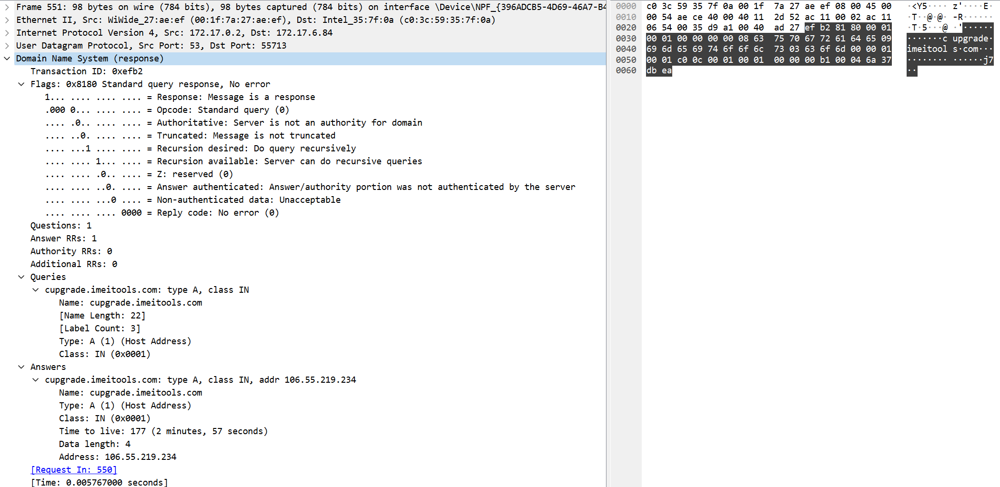 Frame 551: 98 bytes on wire (784 bits), 98 bytes captured (784 bits) on interface \Device\NPF_{396ADCB5-4D69-46A7-B4
Ethernet II, Src: WiWide_27:ae:ef (00:1f:7a:27:ae:ef), Dst: Intel_35:7f:0a (c0:3c:59:35:7f:0a)
Internet Protocol Version 4, Src: 172.17.0.2, Dst: 172.17.6.84
User Datagram Protocol, Src Port: 53, Dst Port: 55713
Domain Name System (response)
Transaction ID: 0xefb2
Flags: 0x8180 Standard query response, No error
1... .... .... .... = Response: Message is a response
.000 0... .... .... = Opcode: Standard query (0)
.... .0.. .... .... = Authoritative: Server is not an authority for domain
.... ..0. .... .... = Truncated: Message is not truncated
.... ...1 .... .... = Recursion desired: Do query recursively
.... .... 1... .... = Recursion available: Server can do recursive queries
.... .... .0.. .... = Z: reserved (0)
.... .... ..0. .... = Answer authenticated: Answer/authority portion was not authenticated by the server
.... .... ...0 .... = Non-authenticated data: Unacceptable
.... .... .... 0000 = Reply code: No error (0)
Questions: 1
Answer RRs: 1
Authority RRs: 0
Additional RRs: 0
Queries
cupgrade.imeitools.com: type A, class IN
Name: cupgrade.imeitools.com
[Name Length: 22]
[Label Count: 3]
Type: A (1) (Host Address)
Class: IN (0x0001)
Answers
cupgrade.imeitools.com: type A, class IN, addr 106.55.219.234
Name: cupgrade.imeitools.com
Type: A (1) (Host Address)
Class: IN (0x0001)
Time to live: 177 (2 minutes, 57 seconds)
Data length: 4
Address: 106.55.219.234
[Request In: 550]
[Time: 0.005767000 seconds]
0000 c0 3c 59 35 7f 0a 00 1f 7a 27 ae ef 08 00 45 00 ·<Y5···· z'····E·
0010 00 54 ae ce 40 00 40 11 2d 52 ac 11 00 02 ac 11 ·T··@·@· -R······
0020 06 54 00 35 d9 a1 00 40 ad 27 ef b2 81 80 00 01 ·T·5···@ ·'······
0030 00 01 00 00 00 00 08 63 75 70 67 72 61 64 65 09 ·······c upgrade·
0040 69 6d 65 69 74 6f 6f 6c 73 03 63 6f 6d 00 00 01 imeitool s·com···
0050 00 01 c0 0c 00 01 00 01 00 00 00 b1 00 04 6a 37 ········ ······j7
0060 db ea ··